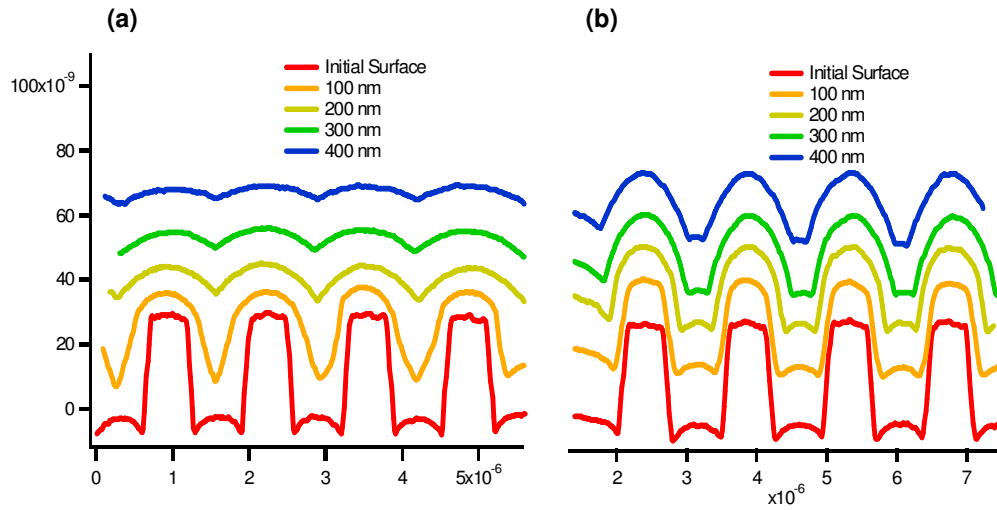 (a)
Initial Surface
100 nm
200 nm
300 nm
400 nm
100x10⁻⁹
80
60
40
20
0
0 1 2 3 4 5x10⁻⁶
(b)
Initial Surface
100 nm
200 nm
300 nm
400 nm
2 3 4 5 6 7
x10⁻⁶